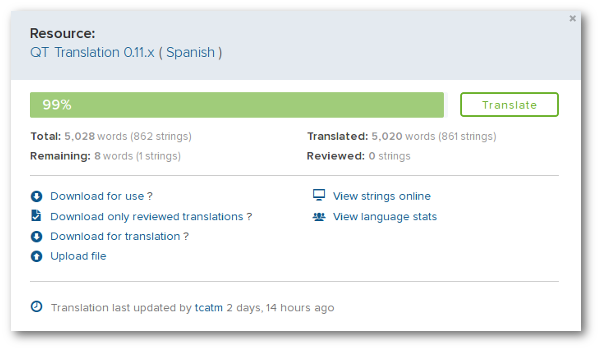 Resource:
QT Translation 0.11.x ( Spanish )
99%
Translate
Total: 5,028 words (862 strings)
Translated: 5,020 words (861 strings)
Remaining: 8 words (1 strings)
Reviewed: 0 strings
Download for use ?
View strings online
Download only reviewed translations ?
View language stats
Download for translation ?
Upload file
Translation last updated by tcatm 2 days, 14 hours ago